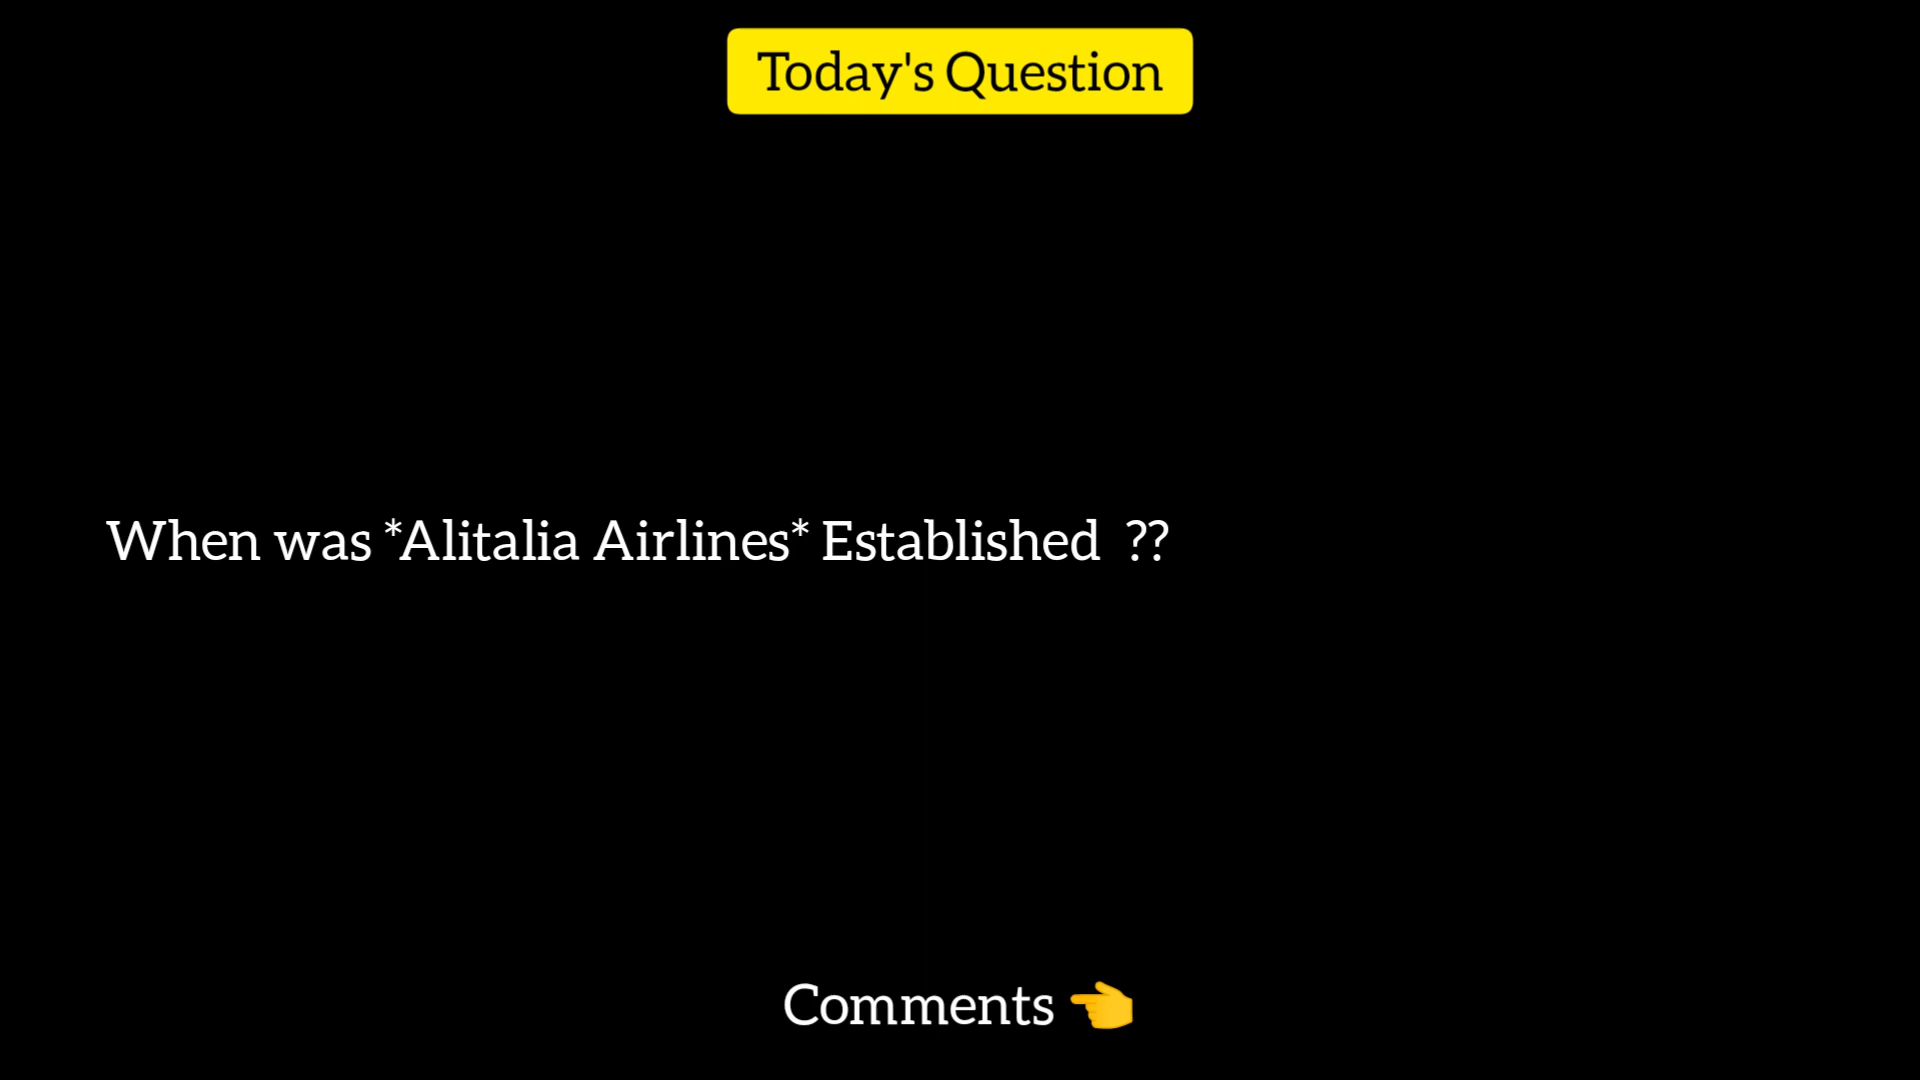 Today's Question
When was *Alitalia Airlines* Established  ??
Comments 👈